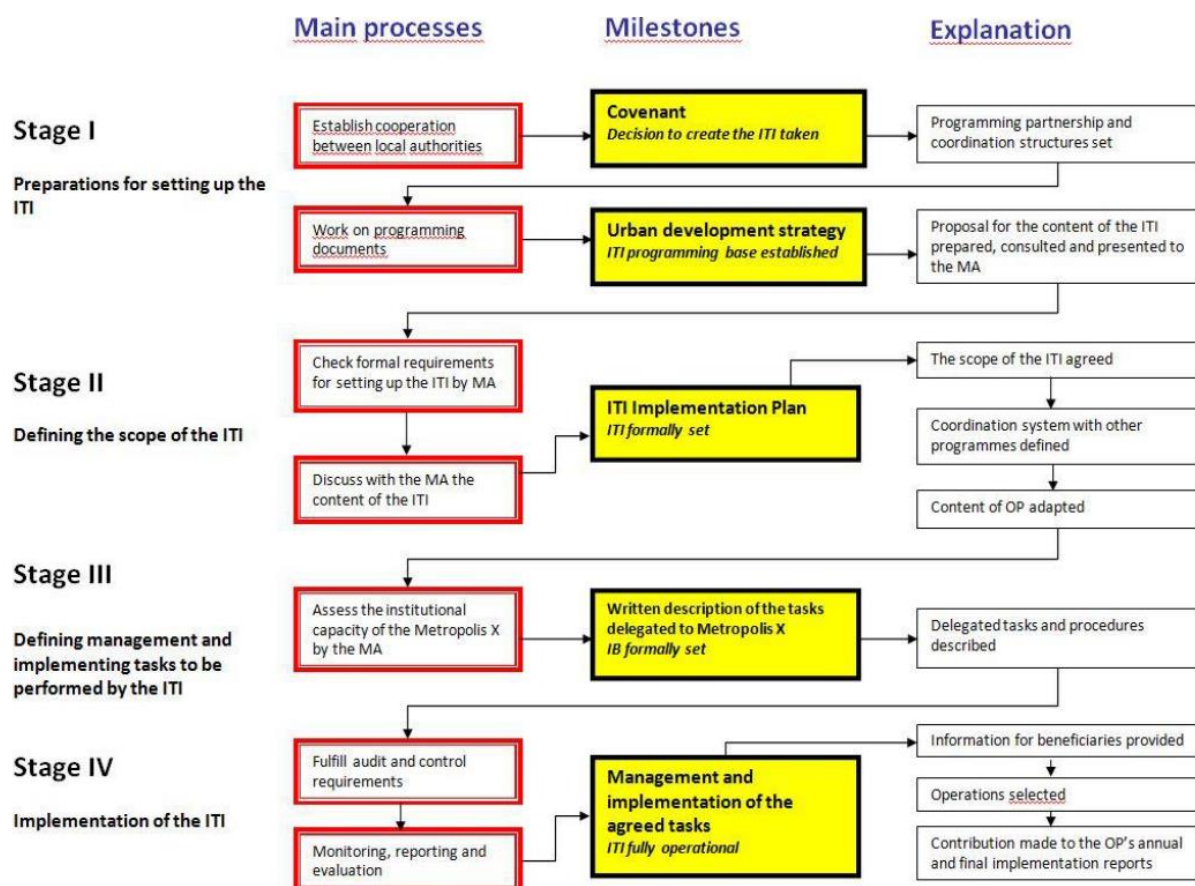 Main processes
Milestones
Explanation
Stage I
Preparations for setting up the
ITI
Establish cooperation
between local authorities
Covenant
Decision to create the ITI taken
Programming partnership and
coordination structures set
Work on programming
documents
Urban development strategy
ITI programming base established
Proposal for the content of the ITI
prepared, consulted and presented to
the MA
Stage II
Defining the scope of the ITI
Check formal requirements
for setting up the ITI by MA
Discuss with the MA the
content of the ITI
ITI Implementation Plan
ITI formally set
The scope of the ITI agreed
Coordination system with other
programmes defined
Content of OP adapted
Stage III
Defining management and
implementing tasks to be
performed by the ITI
Assess the institutional
capacity of the Metropolis X
by the MA
Written description of the tasks
delegated to Metropolis X
IB formally set
Delegated tasks and procedures
described
Stage IV
Implementation of the ITI
Fulfill audit and control
requirements
Monitoring, reporting and
evaluation
Management and
implementation of the
agreed tasks
ITI fully operational
Information for beneficiaries provided
Operations selected
Contribution made to the OP's annual
and final implementation reports